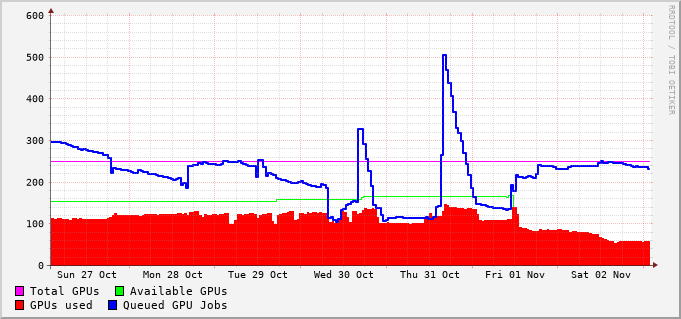 600
500
400
300
200
100
0
Sun 27 Oct Mon 28 Oct Tue 29 Oct Wed 30 Oct Thu 31 Oct Fri 01 Nov Sat 02 Nov
Total GPUs Available GPUs
GPUs used Queued GPU Jobs
RRDTOOL / TOBI OETIKER